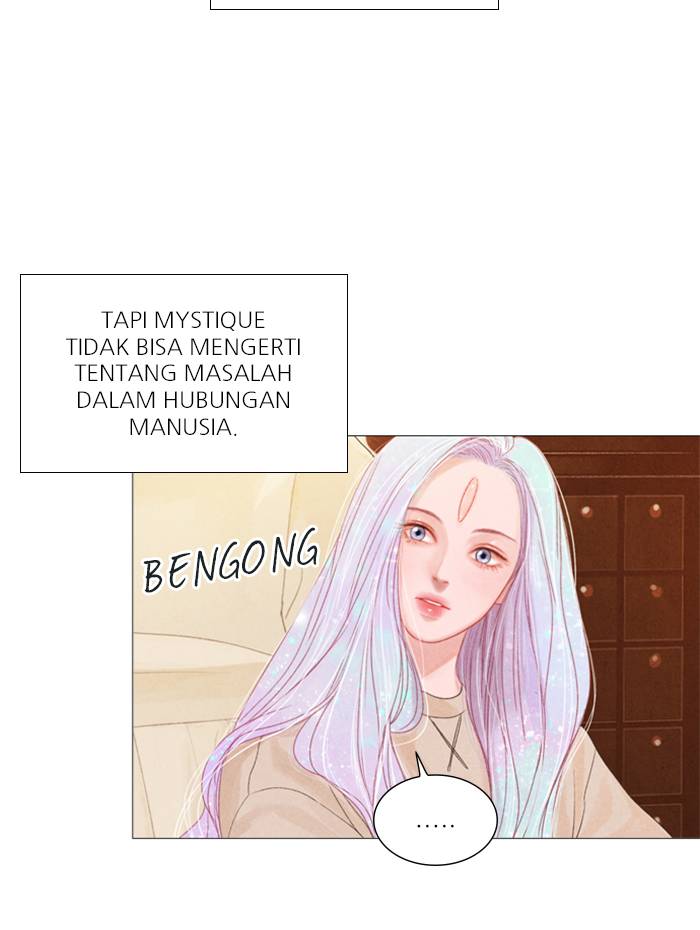 TAPI MYSTIQUE
TIDAK BISA MENGERTI
TENTANG MASALAH
DALAM HUBUNGAN
MANUSIA.
BENGONG
.....